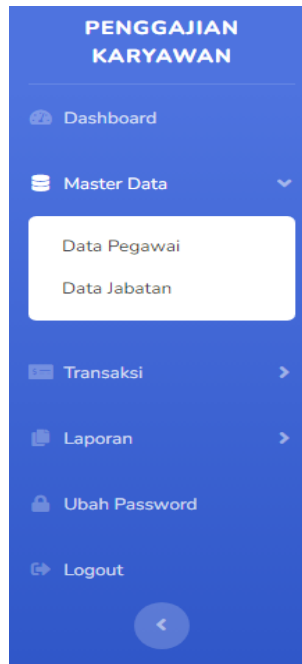 PENGGAJIAN
KARYAWAN
Dashboard
Master Data
Data Pegawai
Data Jabatan
Transaksi
Laporan
Ubah Password
Logout